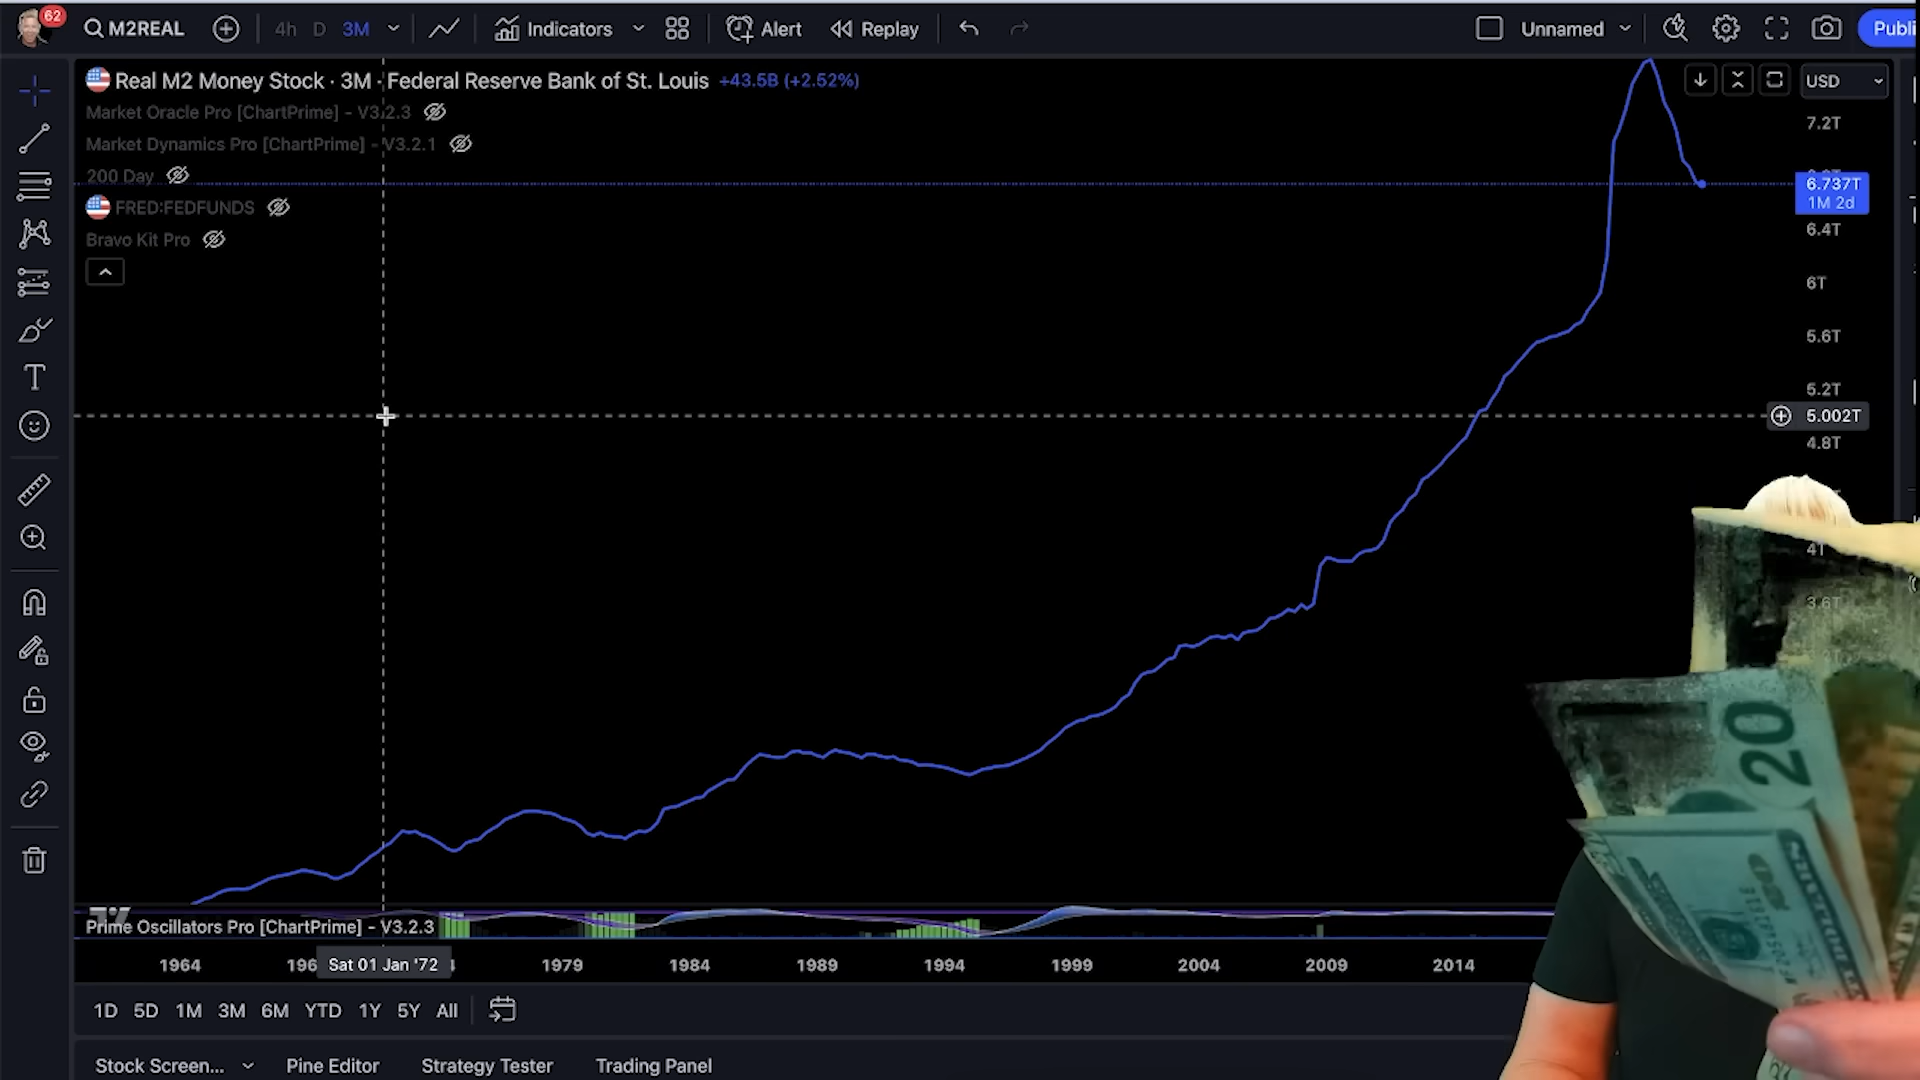 62 M2REAL 4h D 3M Indicators Alert Replay Unnamed Publi
Real M2 Money Stock · 3M · Federal Reserve Bank of St. Louis +43.5B (+2.52%) USD
Market Oracle Pro [ChartPrime] - V3.2.3
7.2T
Market Dynamics Pro [ChartPrime] - V3.2.1
200 Day
6.737T
1M 2d
FRED:FEDFUNDS
6.4T
Bravo Kit Pro
6T
5.6T
5.2T
5.002T
4.8T
4T
3.6T
20
Prime Oscillators Pro [ChartPrime] - V3.2.3
1964 196 Sat 01 Jan '72 1979 1984 1989 1994 1999 2004 2009 2014
1D 5D 1M 3M 6M YTD 1Y 5Y All
Stock Screen... Pine Editor Strategy Tester Trading Panel